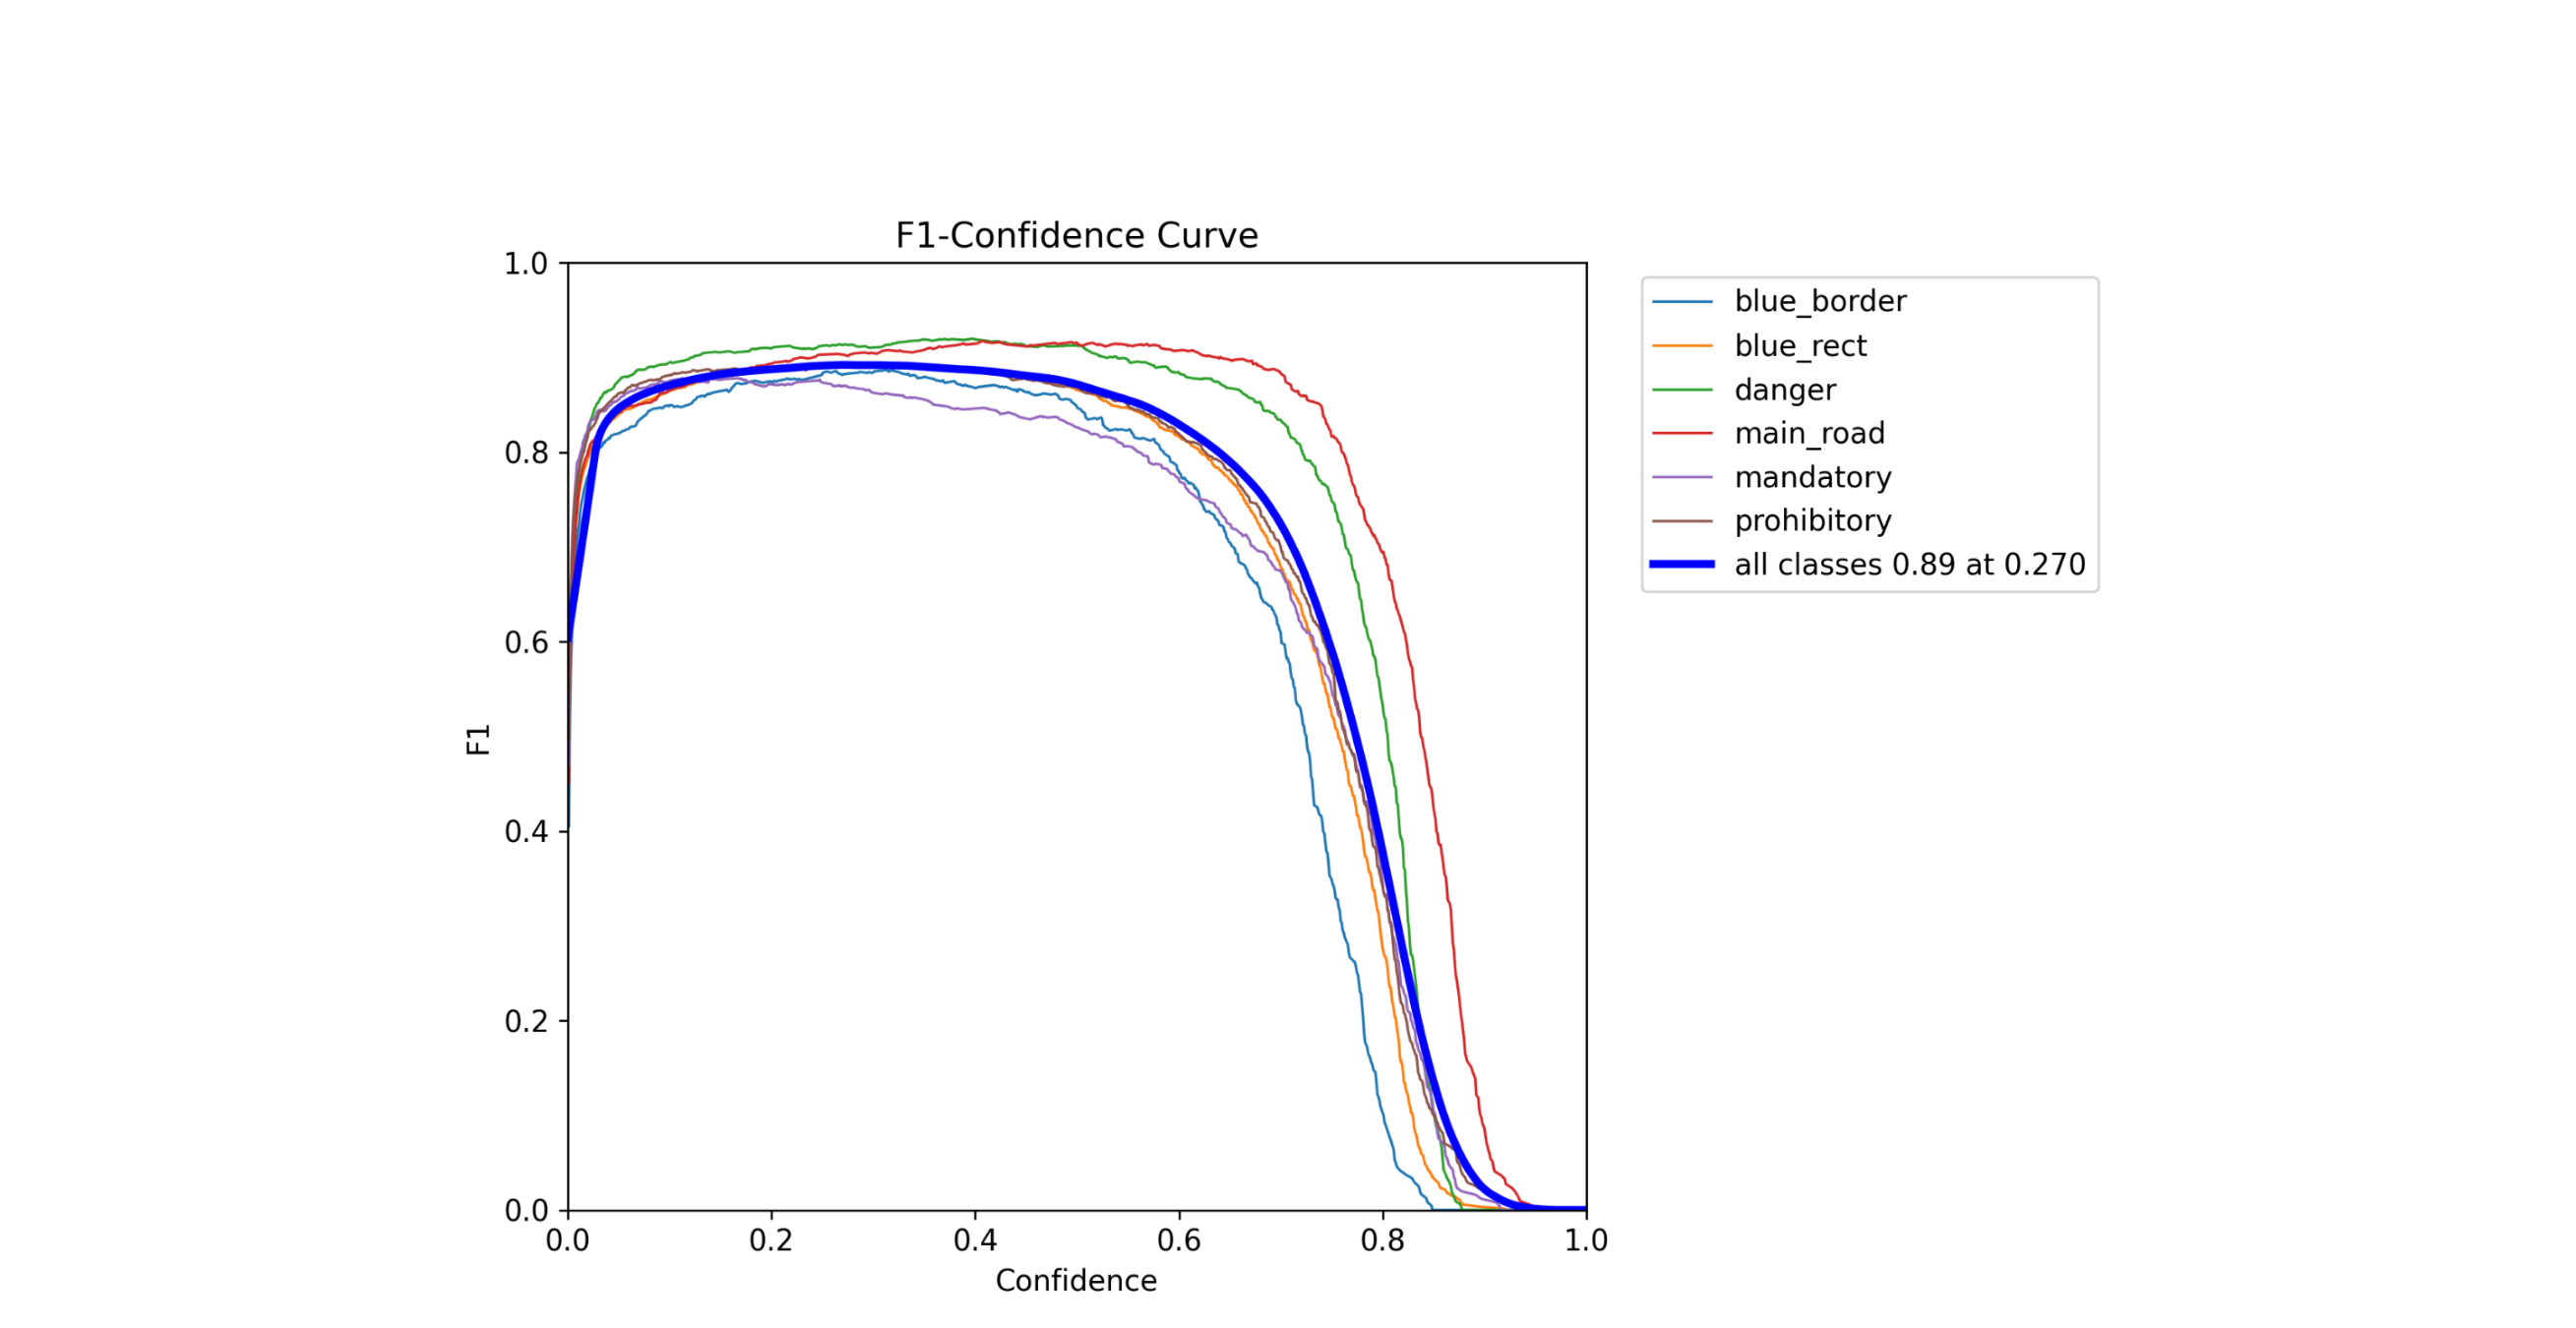 F1-Confidence Curve
1.0
0.8
0.6
0.4
0.2
0.0
F1
0.0 0.2 0.4 0.6 0.8 1.0
Confidence
blue_border
blue_rect
danger
main_road
mandatory
prohibitory
all classes 0.89 at 0.270